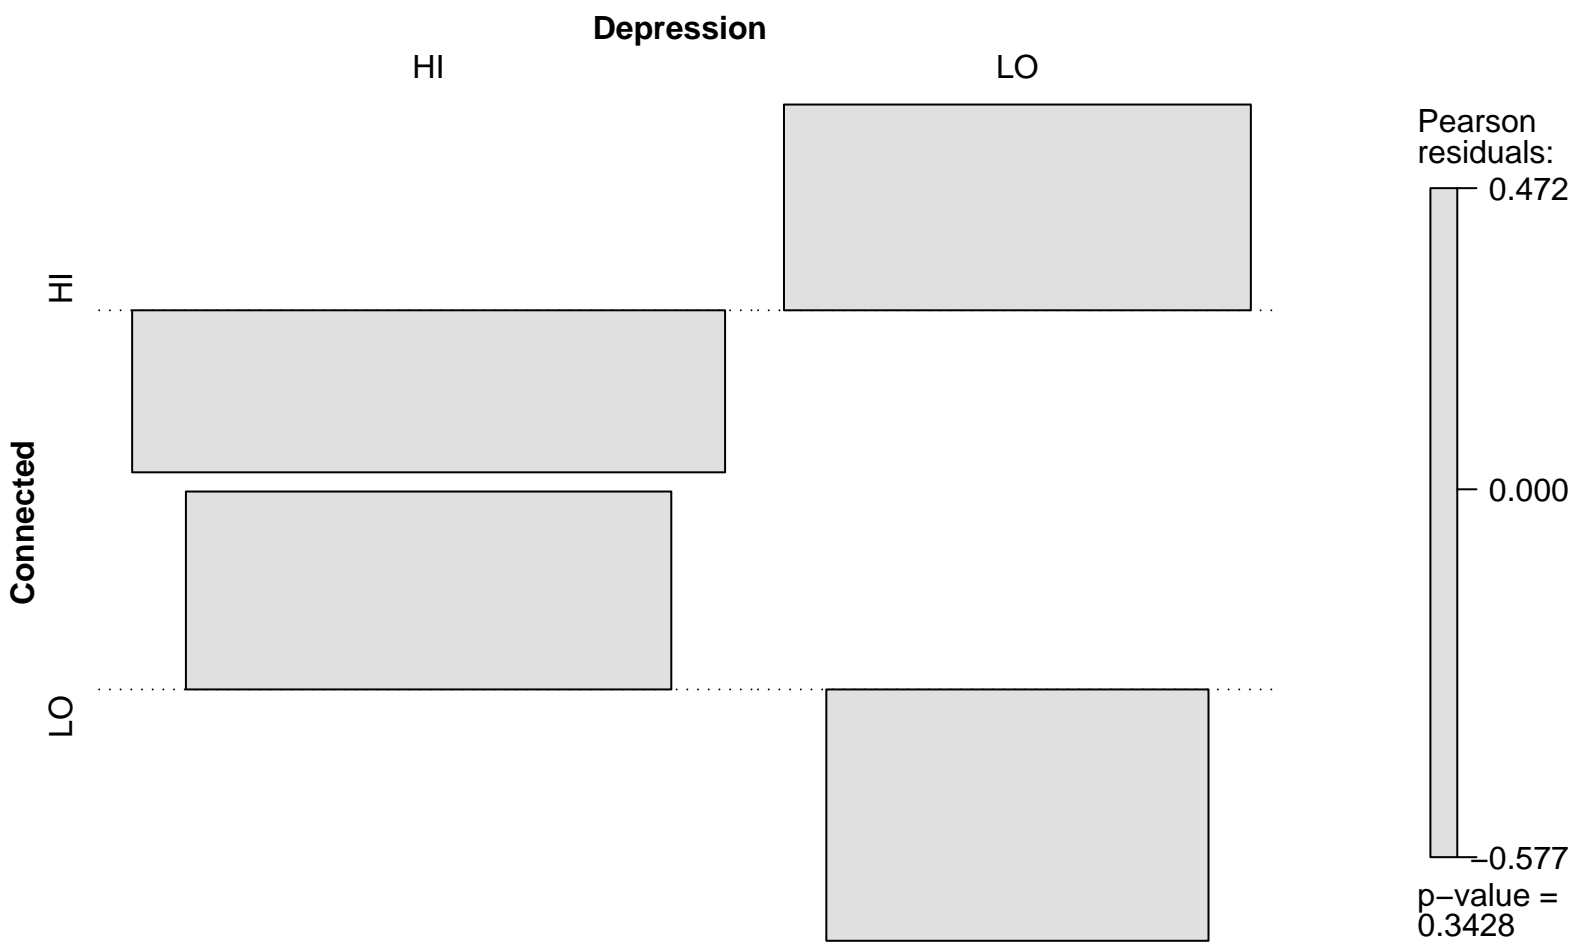 Depression
HI
LO
Connected
HI
LO
Pearson
residuals:
0.472
0.000
−0.577
p−value =
0.3428